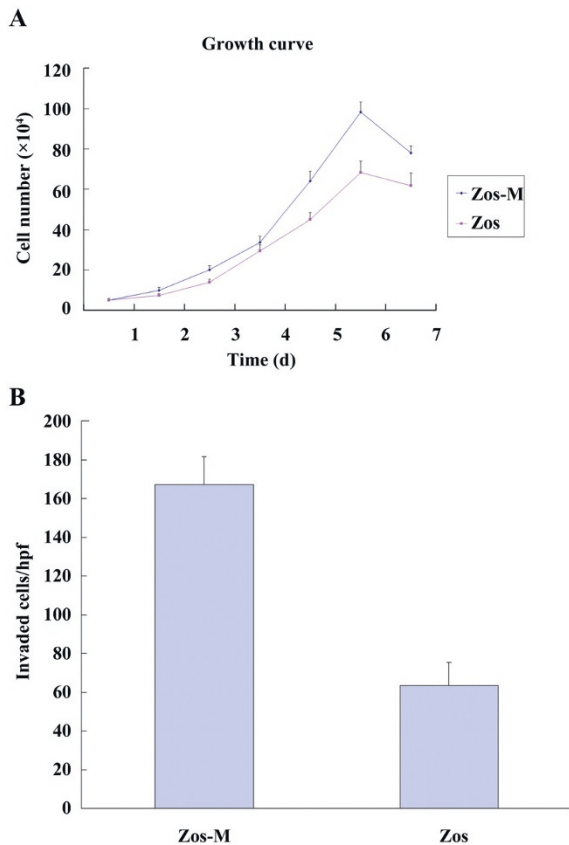 A
Growth curve
120
100
80
60
40
20
0
Cell number (×10⁴)
1 2 3 4 5 6 7
Time (d)
Zos-M
Zos
B
200
180
160
140
120
100
80
60
40
20
0
Invaded cells/hpf
Zos-M Zos